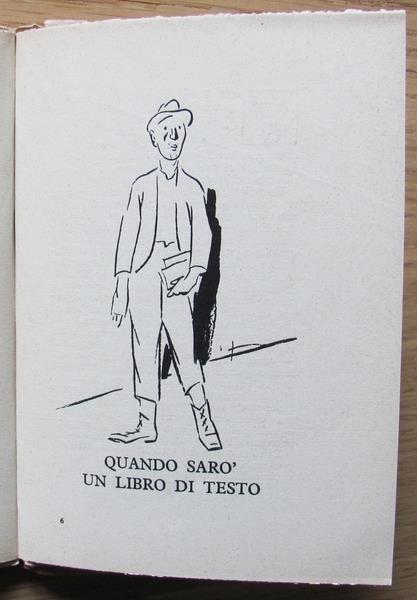 QUANDO SARO'
UN LIBRO DI TESTO
6